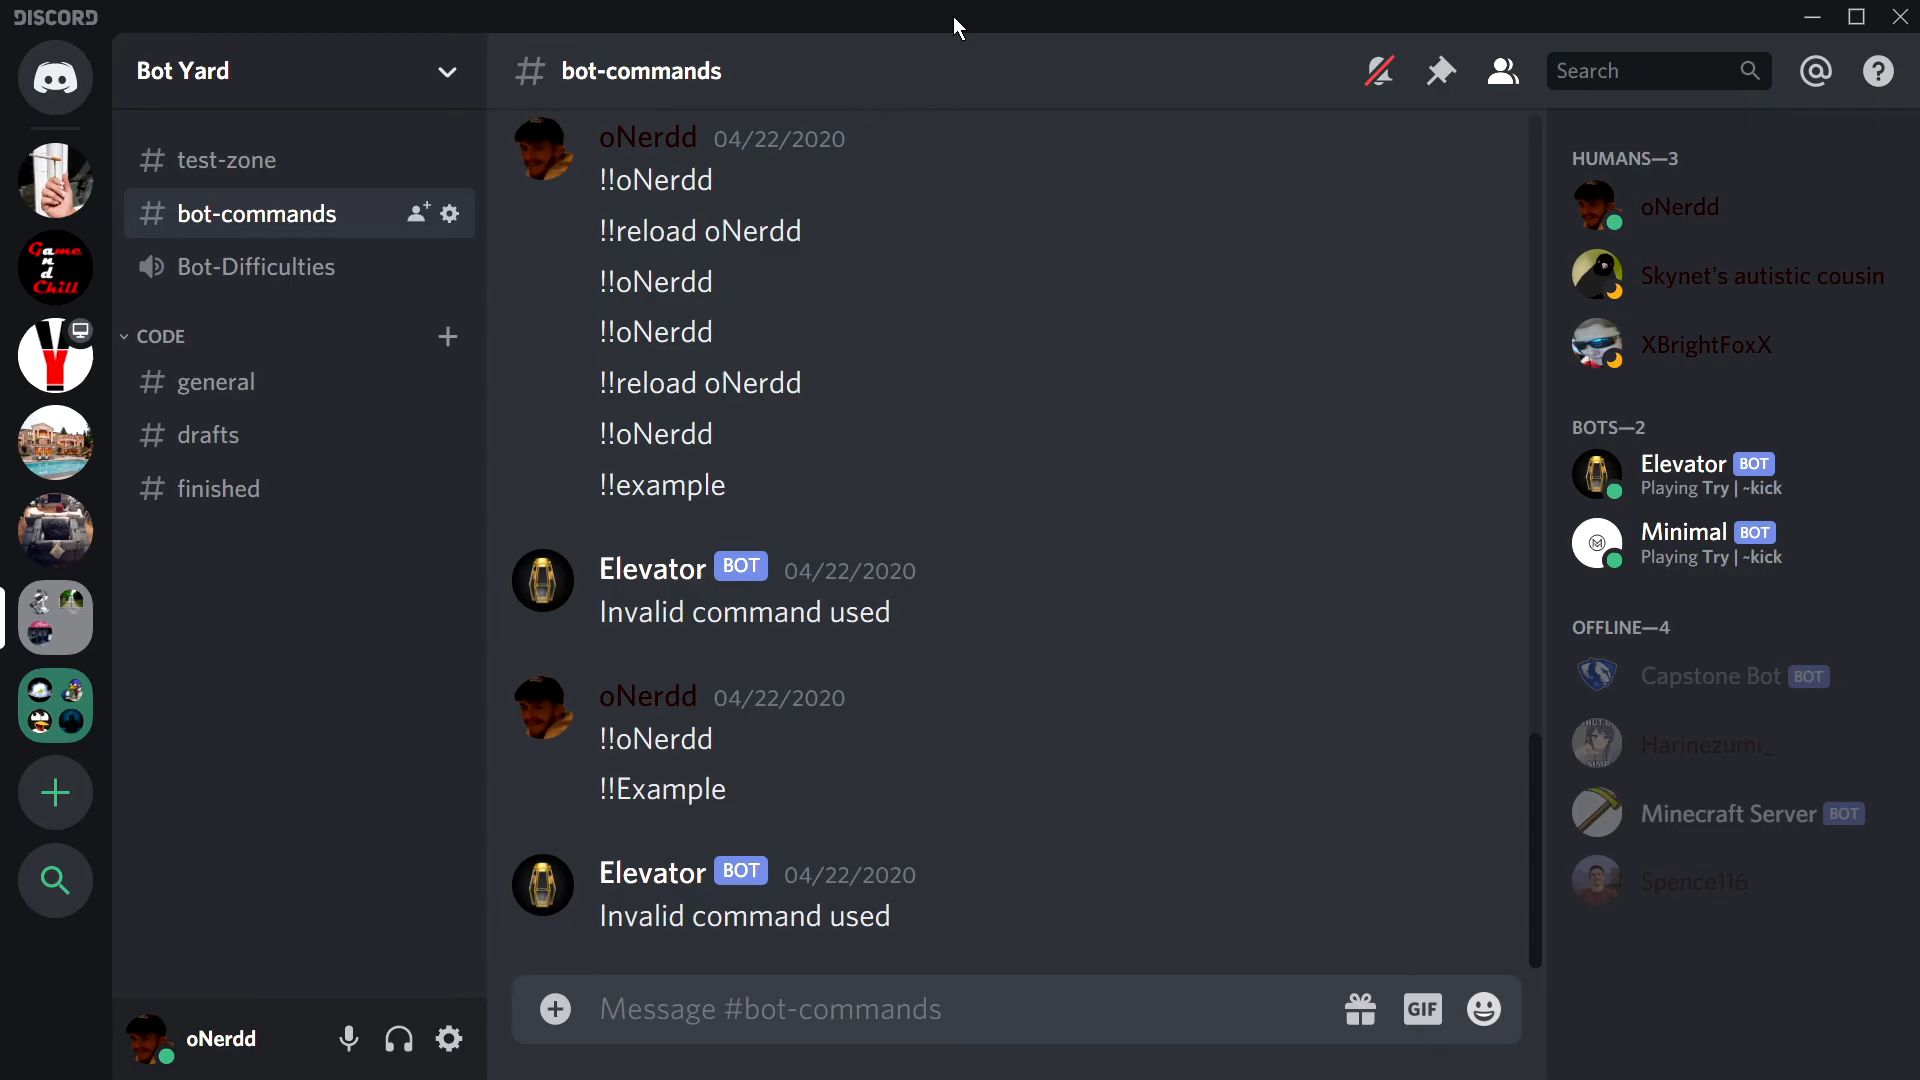 DISCORD
Bot Yard
# bot-commands
Search
# test-zone
# bot-commands
Bot-Difficulties
CODE
# general
# drafts
# finished
Game
n
d
Chill
oNerdd
oNerdd 04/22/2020
!!oNerdd
!!reload oNerdd
!!oNerdd
!!oNerdd
!!reload oNerdd
!!oNerdd
!!example
Elevator BOT 04/22/2020
Invalid command used
oNerdd 04/22/2020
!!oNerdd
!!Example
Elevator BOT 04/22/2020
Invalid command used
Message #bot-commands
GIF
HUMANS—3
oNerdd
Skynet's autistic cousin
XBrightFoxX
BOTS—2
Elevator BOT
Playing Try | ~kick
Minimal BOT
Playing Try | ~kick
OFFLINE—4
Capstone Bot BOT
Harinezumi_
Minecraft Server BOT
Spence116